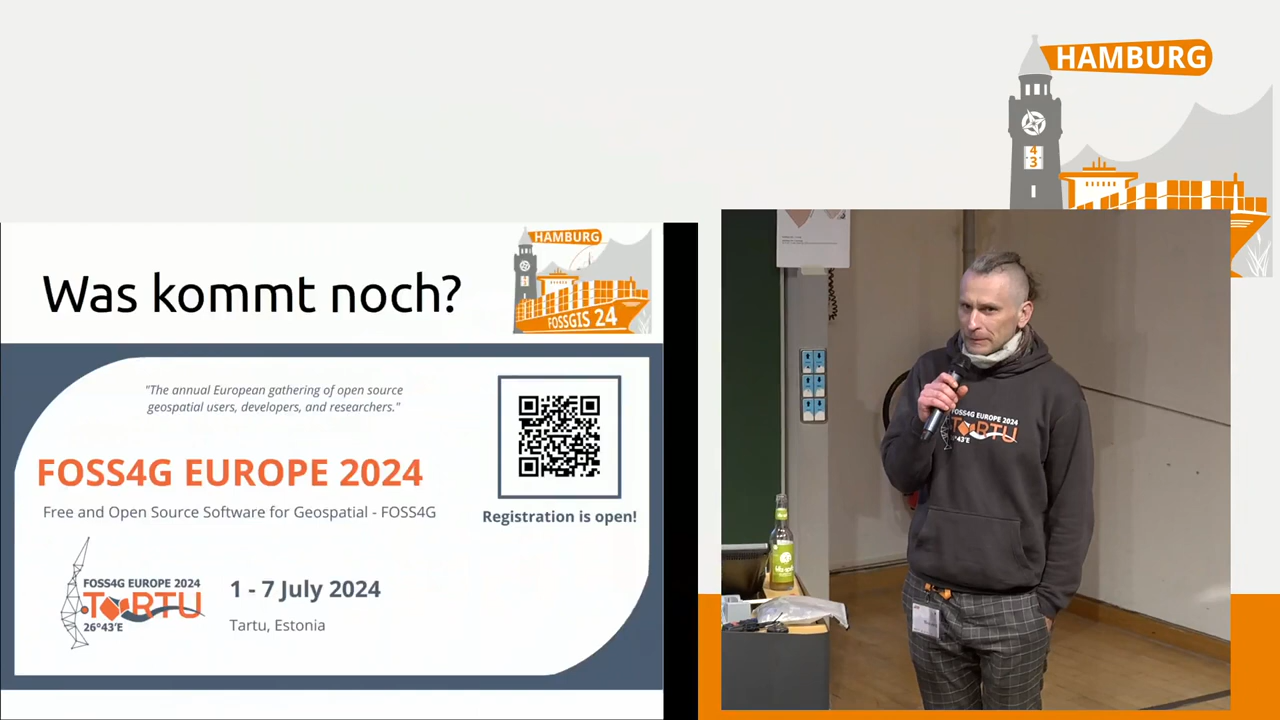 HAMBURG
4
3
Was kommt noch?
HAMBURG
FOSSGIS 24
"The annual European gathering of open source
geospatial users, developers, and researchers."
FOSS4G EUROPE 2024
Free and Open Source Software for Geospatial - FOSS4G
Registration is open!
FOSS4G EUROPE 2024
TARTU
26°43'E
1 - 7 July 2024
Tartu, Estonia
FOSS4G EUROPE 2024
TARTU
26°43'E